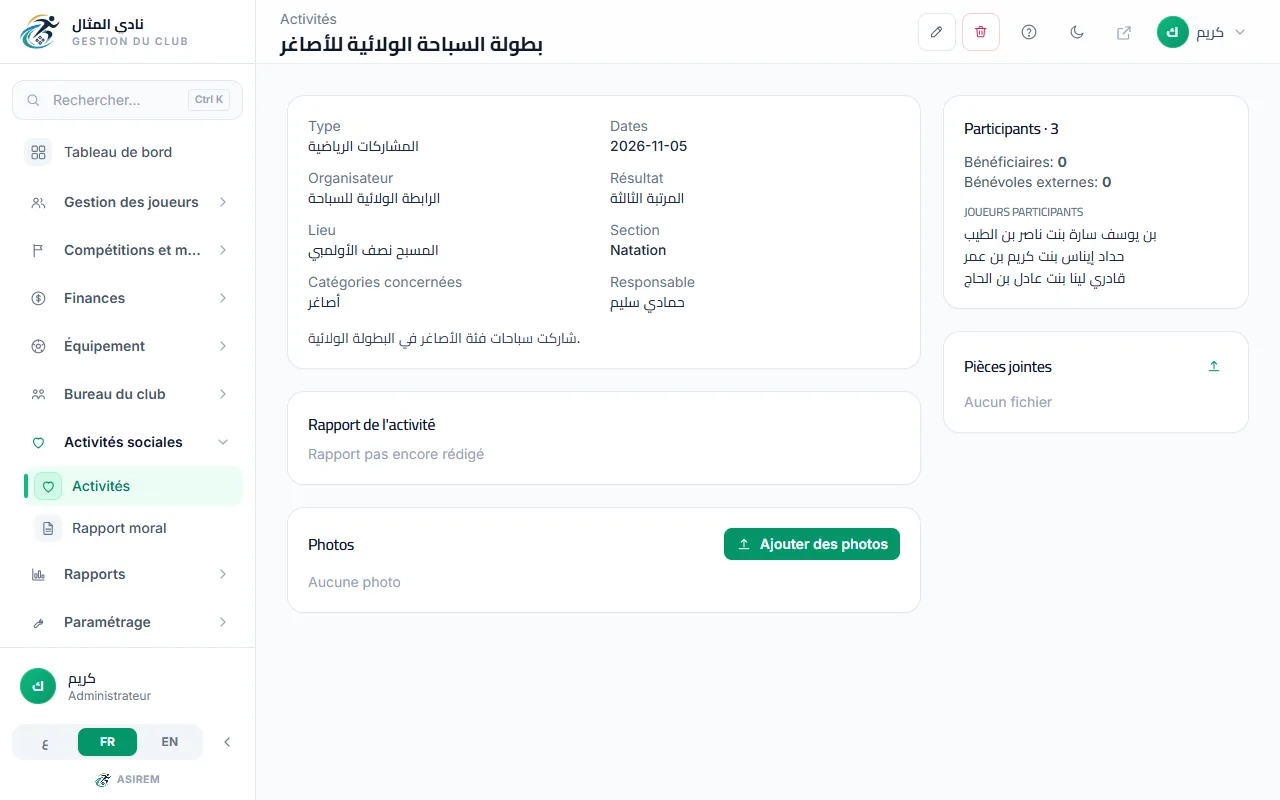 نادي المثال
GESTION DU CLUB
Rechercher...
Ctrl K
Tableau de bord
Gestion des joueurs
Compétitions et m...
Finances
Équipement
Bureau du club
Activités sociales
Activités
Rapport moral
Rapports
Paramétrage
ك
كريم
Administrateur
ع
FR
EN
ASIREM
Activités
بطولة السباحة الولائية للأصاغر
ك
كريم
Type
المشاركات الرياضية
Dates
2026-11-05
Organisateur
الرابطة الولائية للسباحة
Résultat
المرتبة الثالثة
Lieu
المسبح نصف الأولمبي
Section
Natation
Catégories concernées
أصاغر
Responsable
حمادي سليم
شاركت سباحات فئة الأصاغر في البطولة الولائية.
Rapport de l'activité
Rapport pas encore rédigé
Photos
Ajouter des photos
Aucune photo
Participants · 3
Bénéficiaires: 0
Bénévoles externes: 0
JOUEURS PARTICIPANTS
بن يوسف سارة بنت ناصر بن الطيب
حداد إيناس بنت كريم بن عمر
قادري لينا بنت عادل بن الحاج
Pièces jointes
Aucun fichier